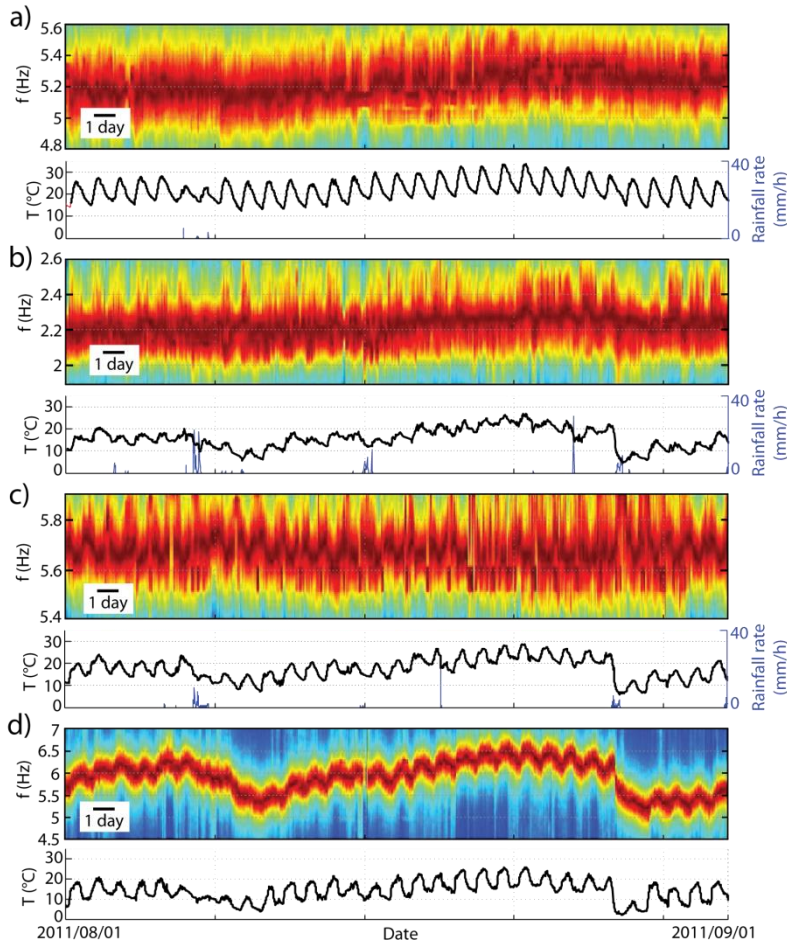 a)
5.6
5.4
5.2
5
4.8
f (Hz)
1 day
30
20
10
0
T (°C)
40
0
Rainfall rate
(mm/h)
b)
2.6
2.4
2.2
2
f (Hz)
1 day
30
20
10
0
T (°C)
40
0
Rainfall rate
(mm/h)
c)
5.8
5.6
5.4
f (Hz)
1 day
30
20
10
0
T (°C)
40
0
Rainfall rate
(mm/h)
d)
7
6.5
6
5.5
5
4.5
f (Hz)
1 day
30
20
10
0
T (°C)
2011/08/01 Date 2011/09/01